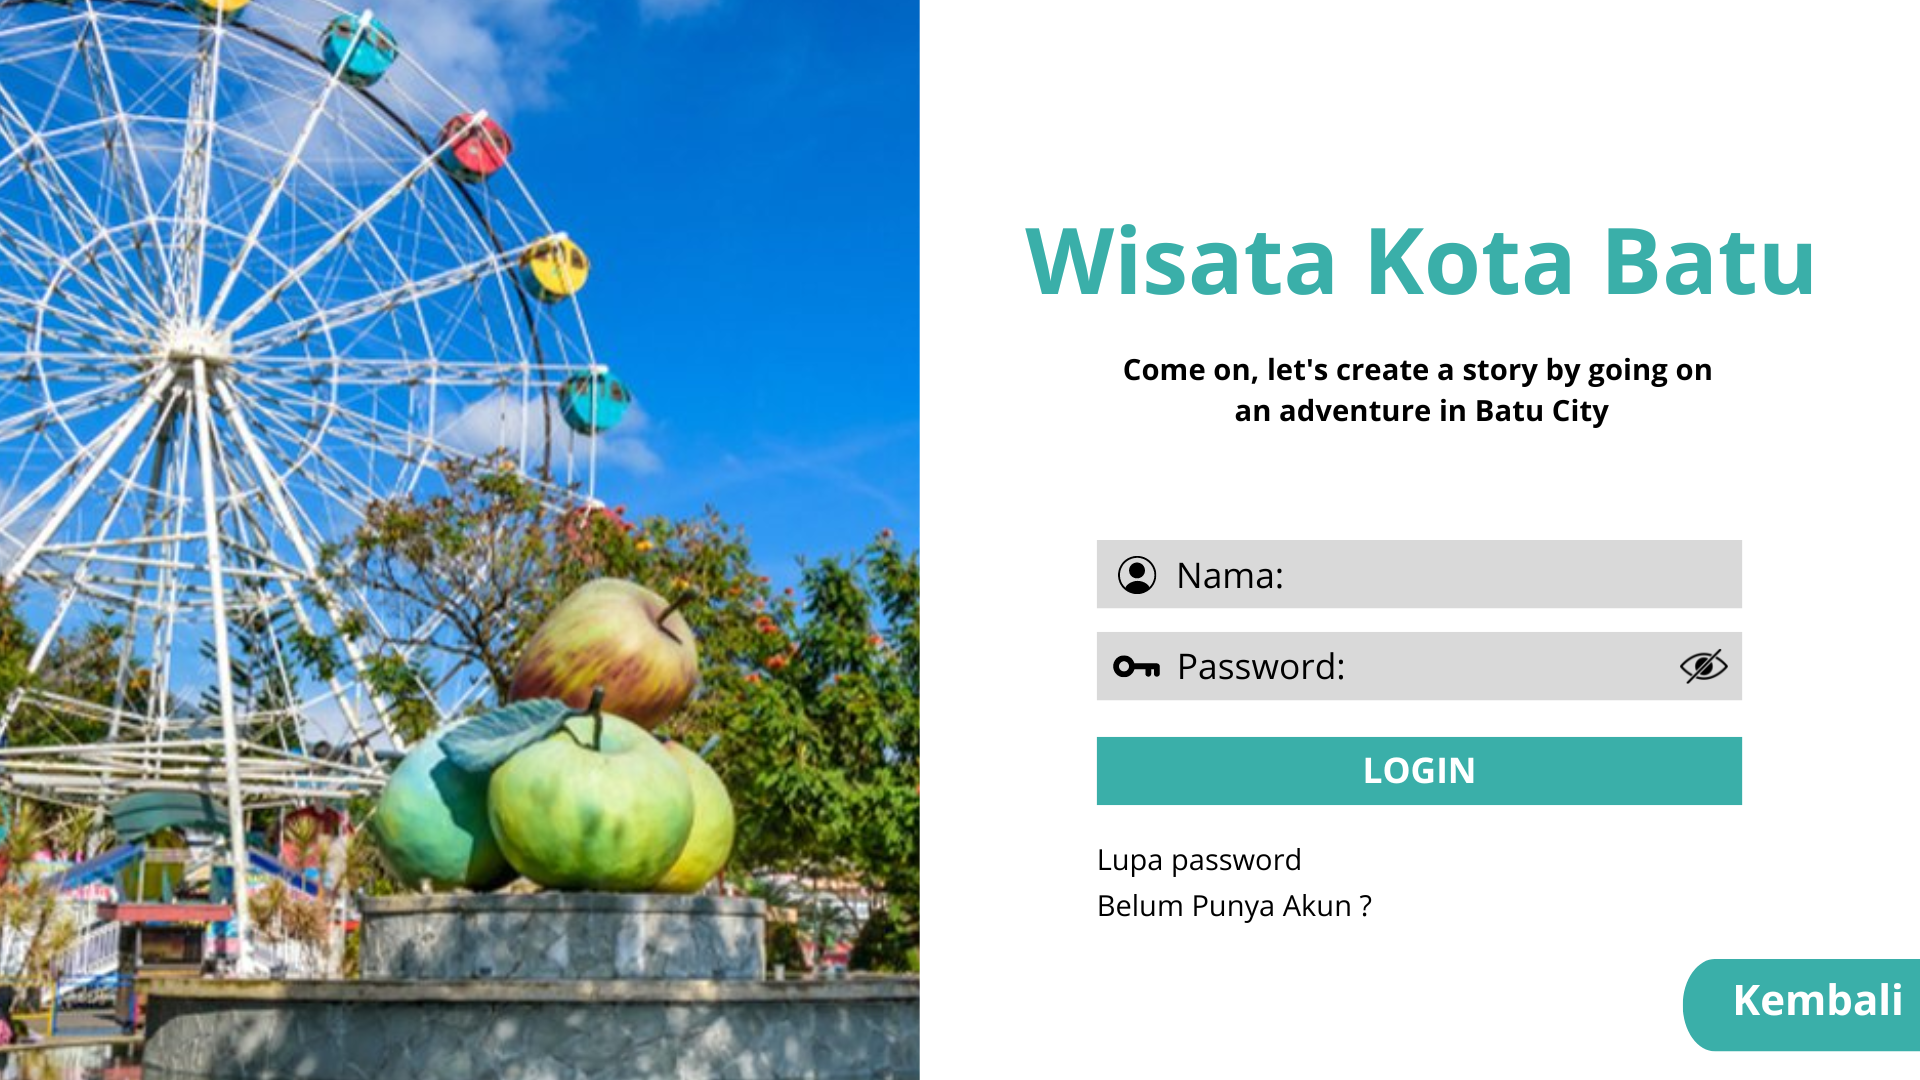 Wisata Kota Batu
Come on, let's create a story by going on
an adventure in Batu City
Nama:
Password:
LOGIN
Lupa password
Belum Punya Akun ?
Kembali